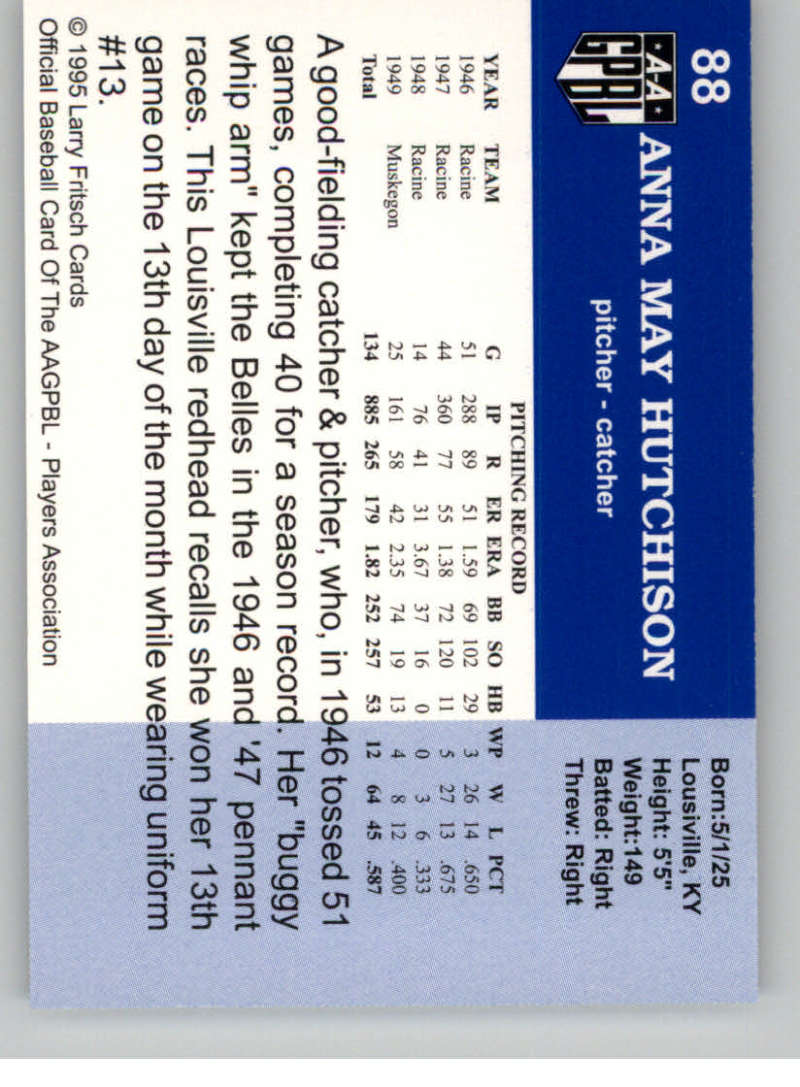 88
A-A
GPBL
ANNA MAY HUTCHISON
pitcher - catcher
Born:5/1/25
Lousiville, KY
Height: 5'5"
Weight:149
Batted: Right
Threw: Right
PITCHING RECORD
YEAR TEAM G IP R ER ERA BB SO HB WP W L PCT
1946 Racine 51 288 89 51 1.59 69 102 29 3 26 14 .650
1947 Racine 44 360 77 55 1.38 72 120 11 5 27 13 .675
1948 Racine 14 76 41 31 3.67 37 16 0 0 3 6 .333
1949 Muskegon 25 161 58 42 2.35 74 19 13 4 8 12 .400
Total 134 885 265 179 1.82 252 257 53 12 64 45 .587
A good-fielding catcher & pitcher, who, in 1946 tossed 51
games, completing 40 for a season record. Her "buggy
whip arm" kept the Belles in the 1946 and '47 pennant
races. This Louisville redhead recalls she won her 13th
game on the 13th day of the month while wearing uniform
#13.
© 1995 Larry Fritsch Cards
Official Baseball Card Of The AAGPBL - Players Association